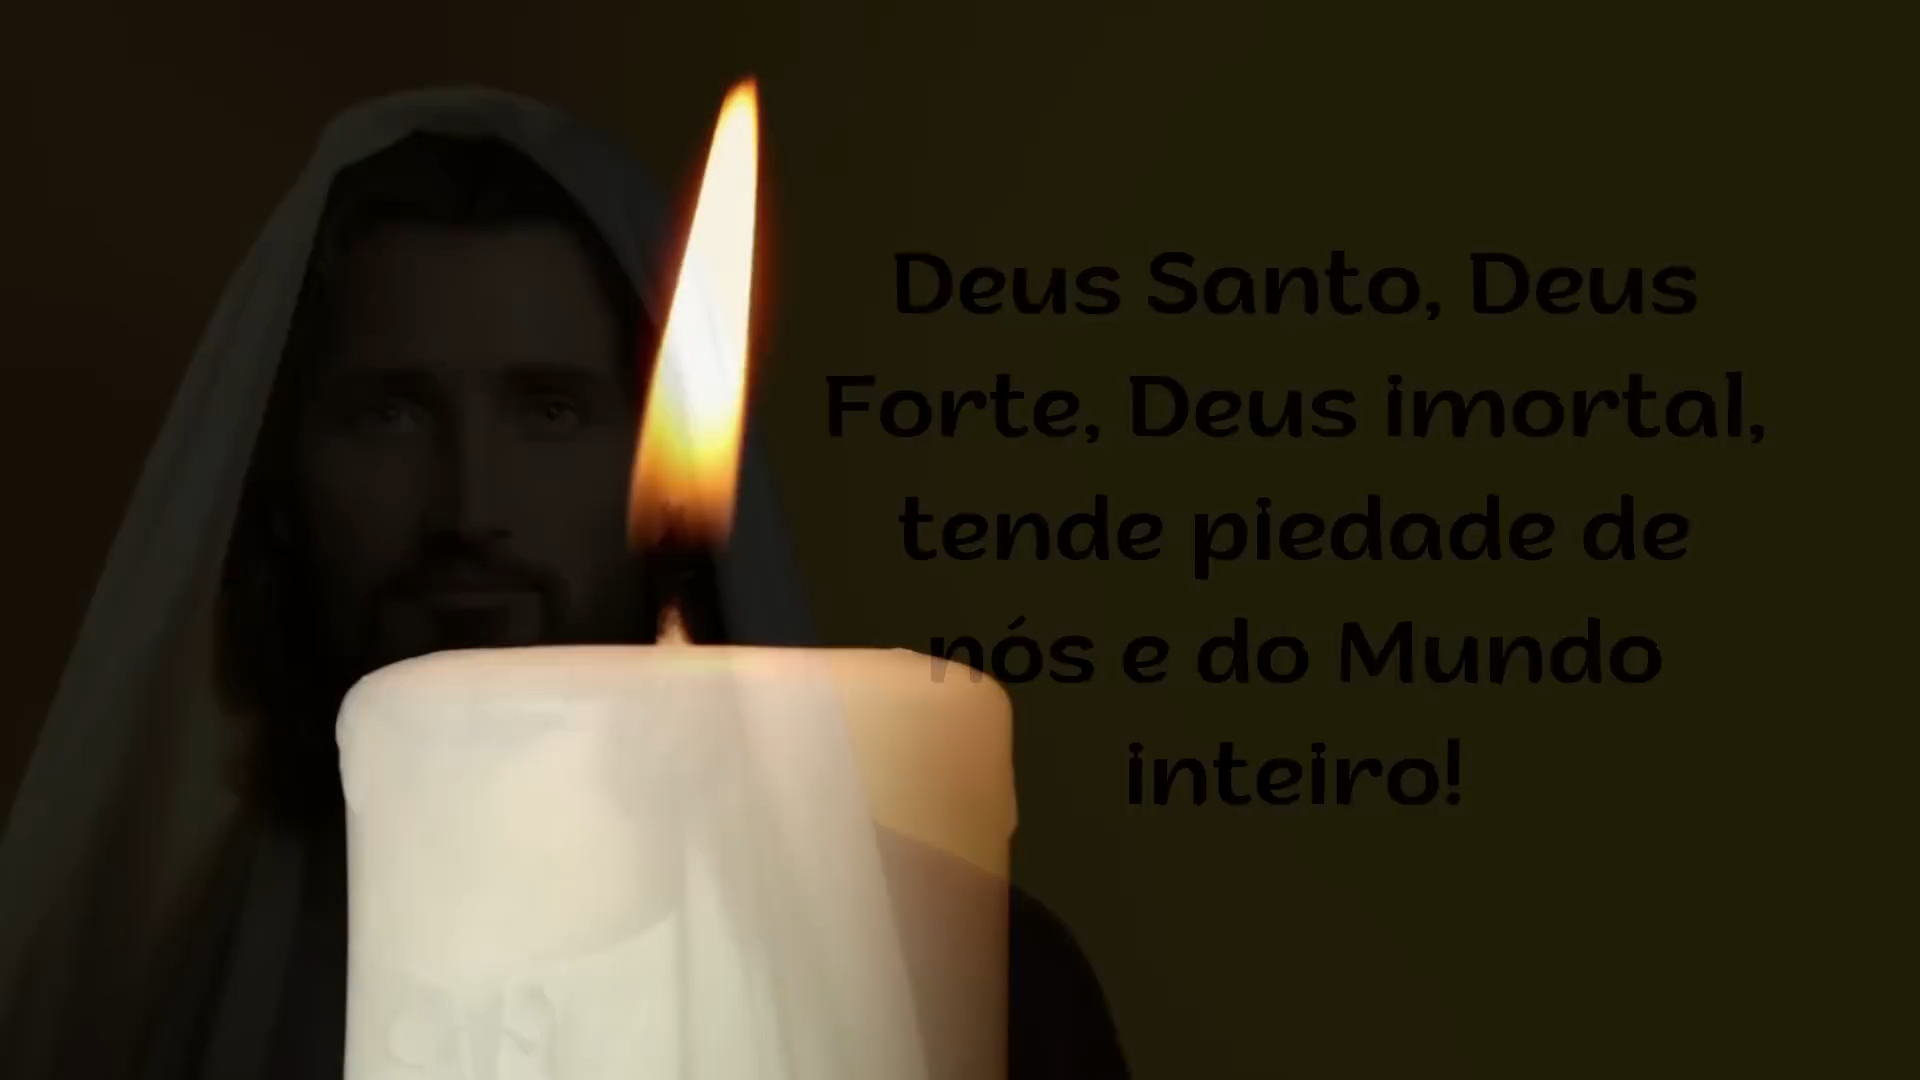 Deus Santo, Deus
Forte, Deus imortal,
tende piedade de
nós e do Mundo
inteiro!